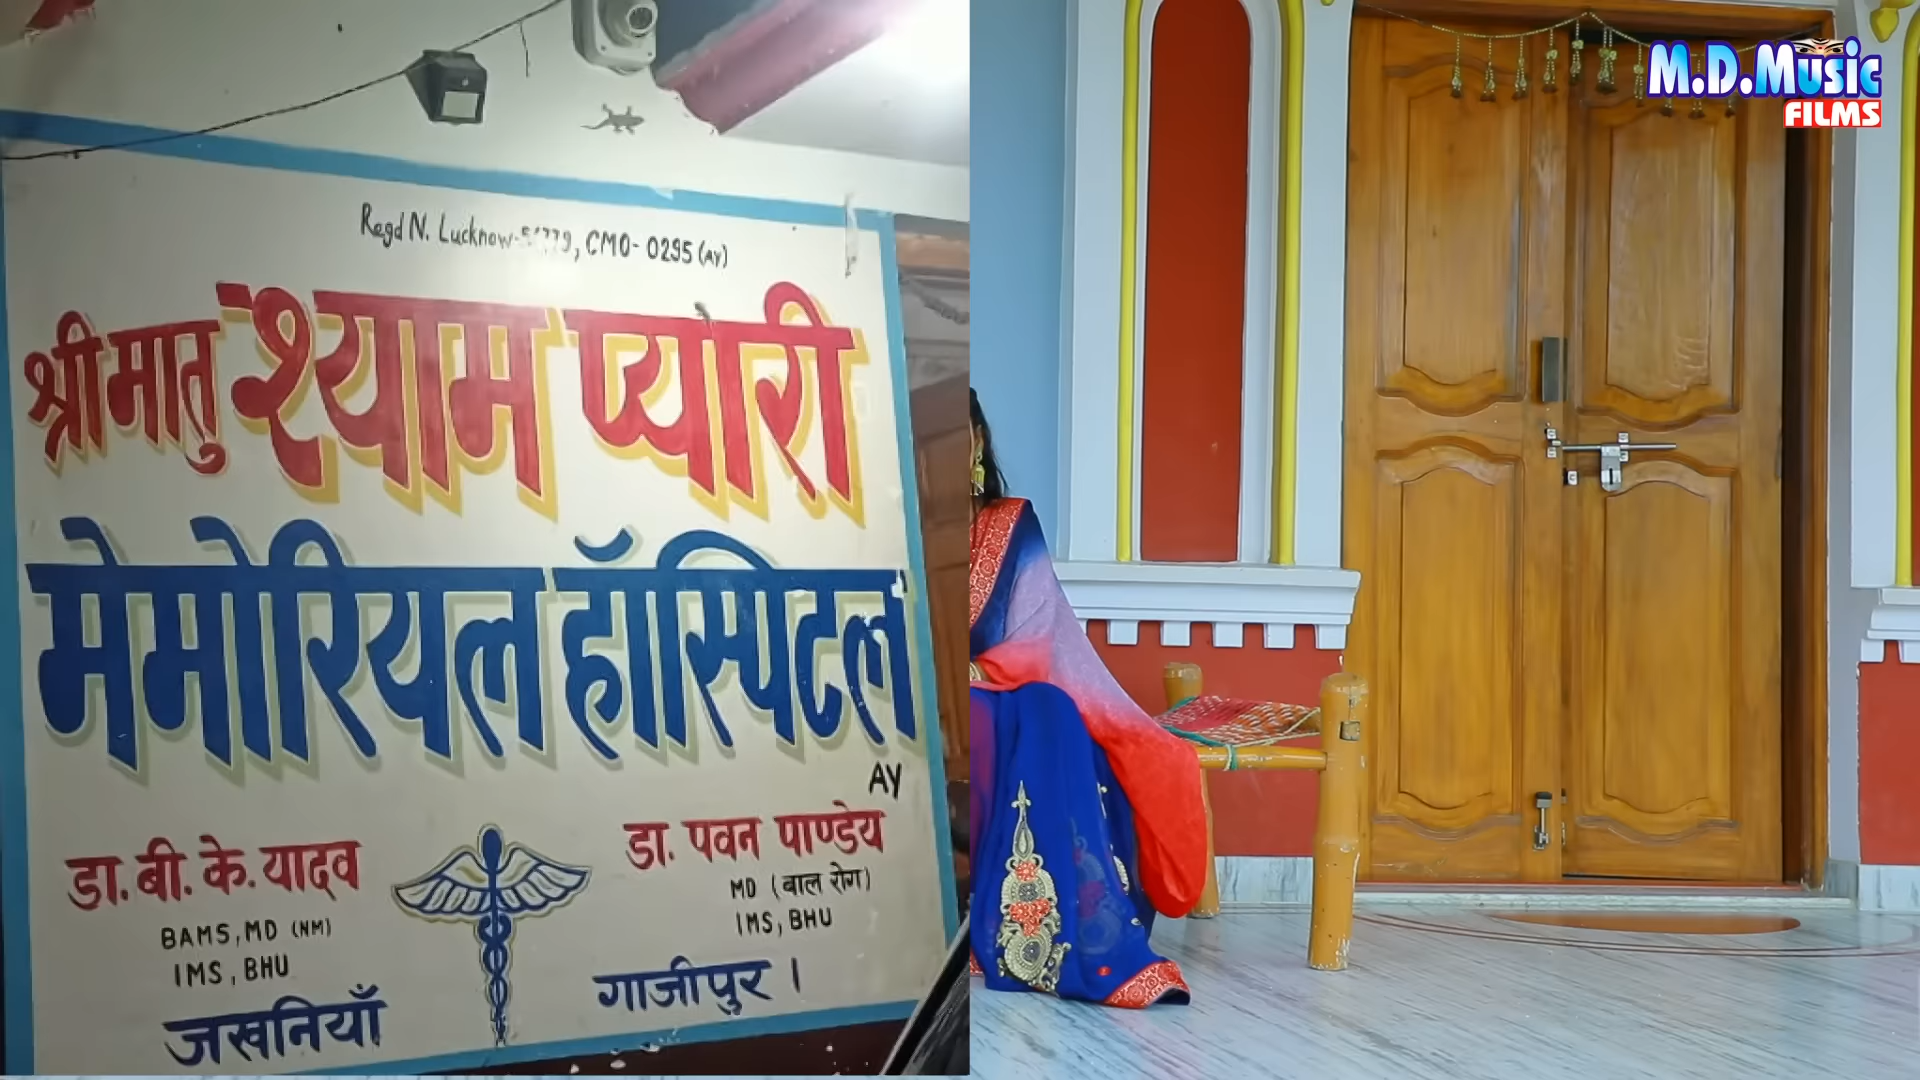 Regd N. Lucknow- CMO- 0295 (AY)
श्री मातृ श्याम प्यारी
मेमोरियल हॉस्पिटल
AY
डा. बी. के. यादव
BAMS, MD (NM)
IMS, BHU
जखनियाँ
डा. पवन पाण्डेय
MD (बाल रोग)
IMS, BHU
गाजीपुर ।
M.D.Music
FILMS